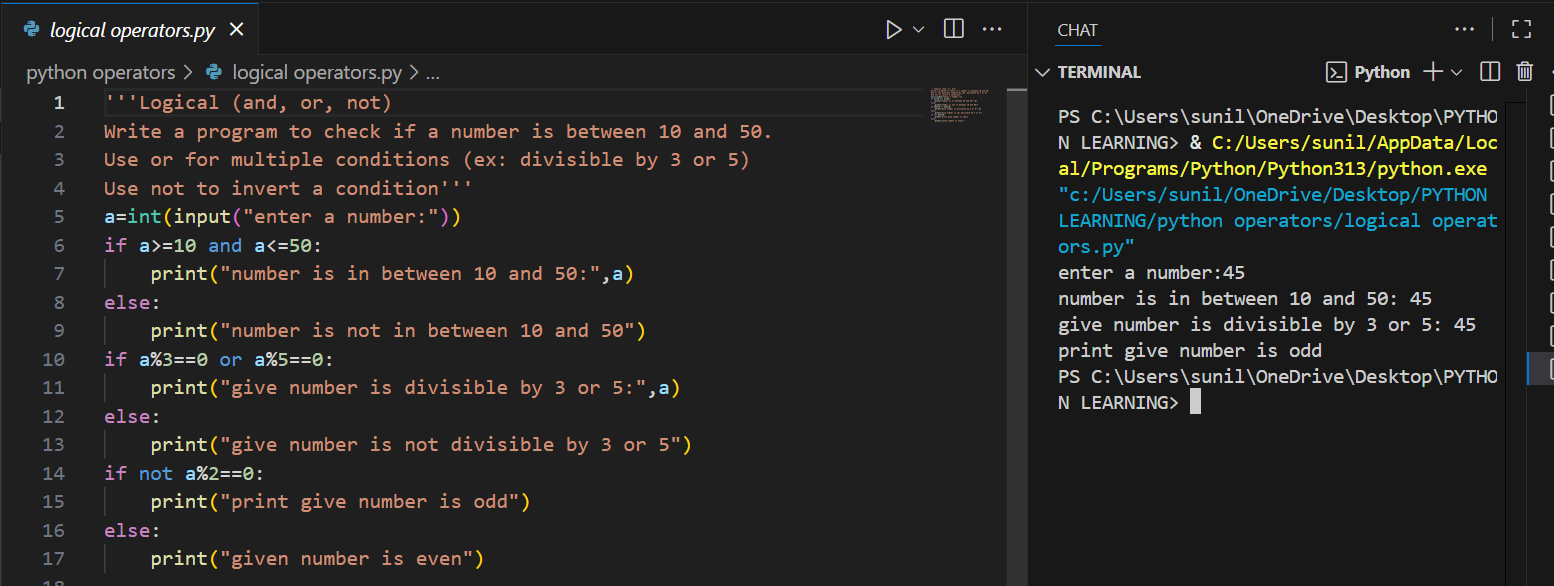 logical operators.py
python operators > logical operators.py > ...
1 '''Logical (and, or, not)
2 Write a program to check if a number is between 10 and 50.
3 Use or for multiple conditions (ex: divisible by 3 or 5)
4 Use not to invert a condition'''
5 a=int(input("enter a number:"))
6 if a>=10 and a<=50:
7     print("number is in between 10 and 50:",a)
8 else:
9     print("number is not in between 10 and 50")
10 if a%3==0 or a%5==0:
11     print("give number is divisible by 3 or 5:",a)
12 else:
13     print("give number is not divisible by 3 or 5")
14 if not a%2==0:
15     print("print give number is odd")
16 else:
17     print("given number is even")
CHAT
TERMINAL
Python
PS C:\Users\sunil\OneDrive\Desktop\PYTHO
N LEARNING> & C:/Users/sunil/AppData/Loc
al/Programs/Python/Python313/python.exe
"c:/Users/sunil/OneDrive/Desktop/PYTHON
LEARNING/python operators/logical operat
ors.py"
enter a number:45
number is in between 10 and 50: 45
give number is divisible by 3 or 5: 45
print give number is odd
PS C:\Users\sunil\OneDrive\Desktop\PYTHO
N LEARNING>